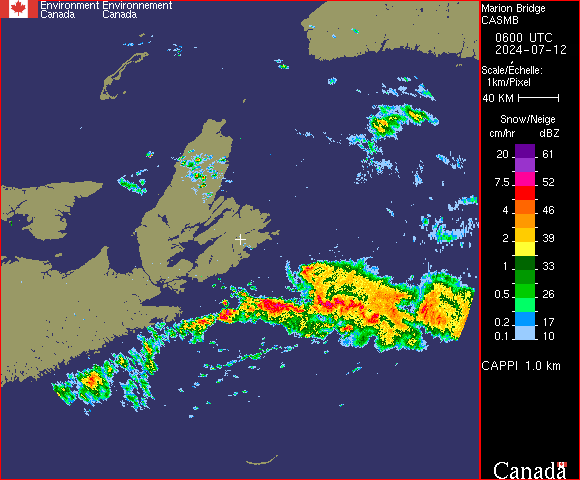 Environment Environnement
Canada Canada
Marion Bridge
CASMB
0600 UTC
2024-07-12
Scale/Échelle:
1km/Pixel
40 KM
Snow/Neige
cm/hr dBZ
20 61
7.5 52
4 46
2 39
1 33
0.5 26
0.2 17
0.1 10
CAPPI 1.0 km
Canada